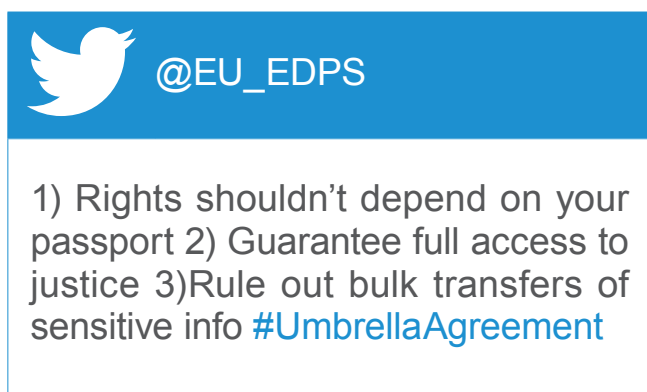 @EU_EDPS
1) Rights shouldn’t depend on your
passport 2) Guarantee full access to
justice 3)Rule out bulk transfers of
sensitive info #UmbrellaAgreement